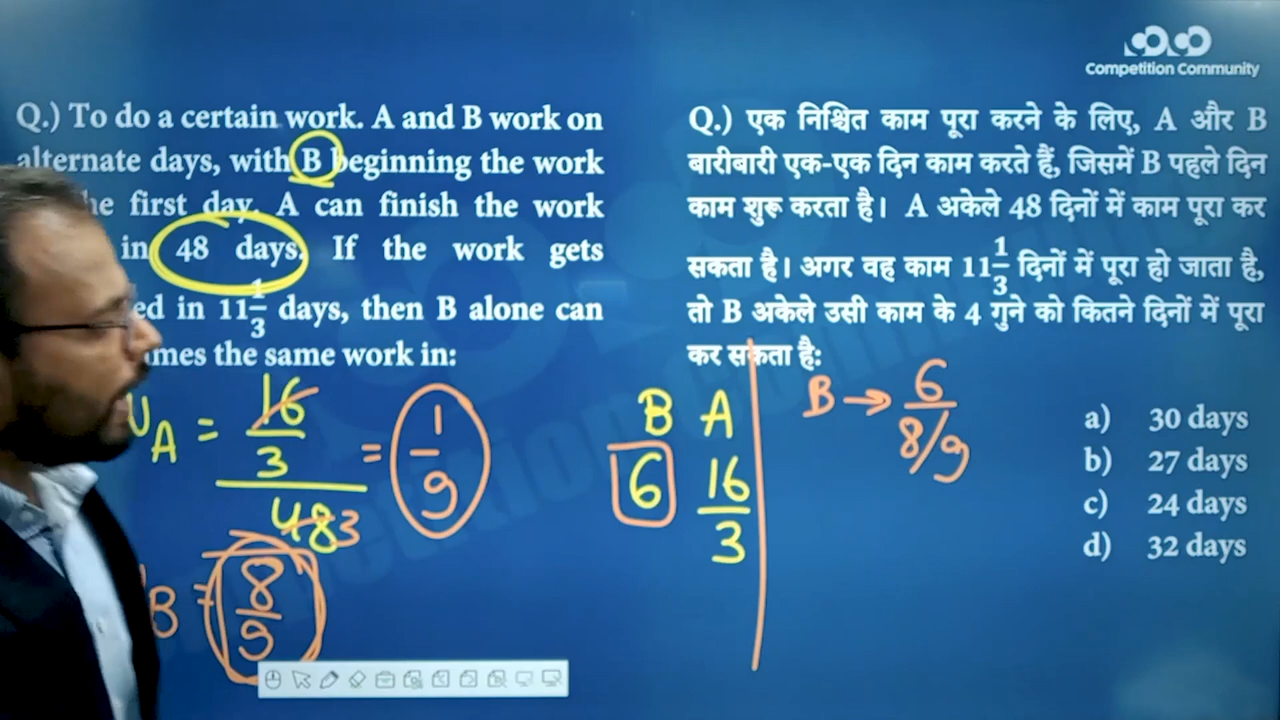 Competition Community
Q.) To do a certain work. A and B work on
alternate days, with B beginning the work
first day. A can finish the work
in 48 days. If the work gets
in 11 1/3 days, then B alone can
the same work in:
Q.) एक निश्चित काम पूरा करने के लिए, A और B
बारीबारी एक-एक दिन काम करते हैं, जिसमें B पहले दिन
काम शुरू करता है। A अकेले 48 दिनों में काम पूरा कर
सकता है। अगर वह काम 11 1/3 दिनों में पूरा हो जाता है,
तो B अकेले उसी काम के 4 गुने को कितने दिनों में पूरा
कर सकता है:
a) 30 days
b) 27 days
c) 24 days
d) 32 days
A = 16/3 / 48 3 = 1/9
B = 8/9
B A
6 16/3
B → 6 / 8/9